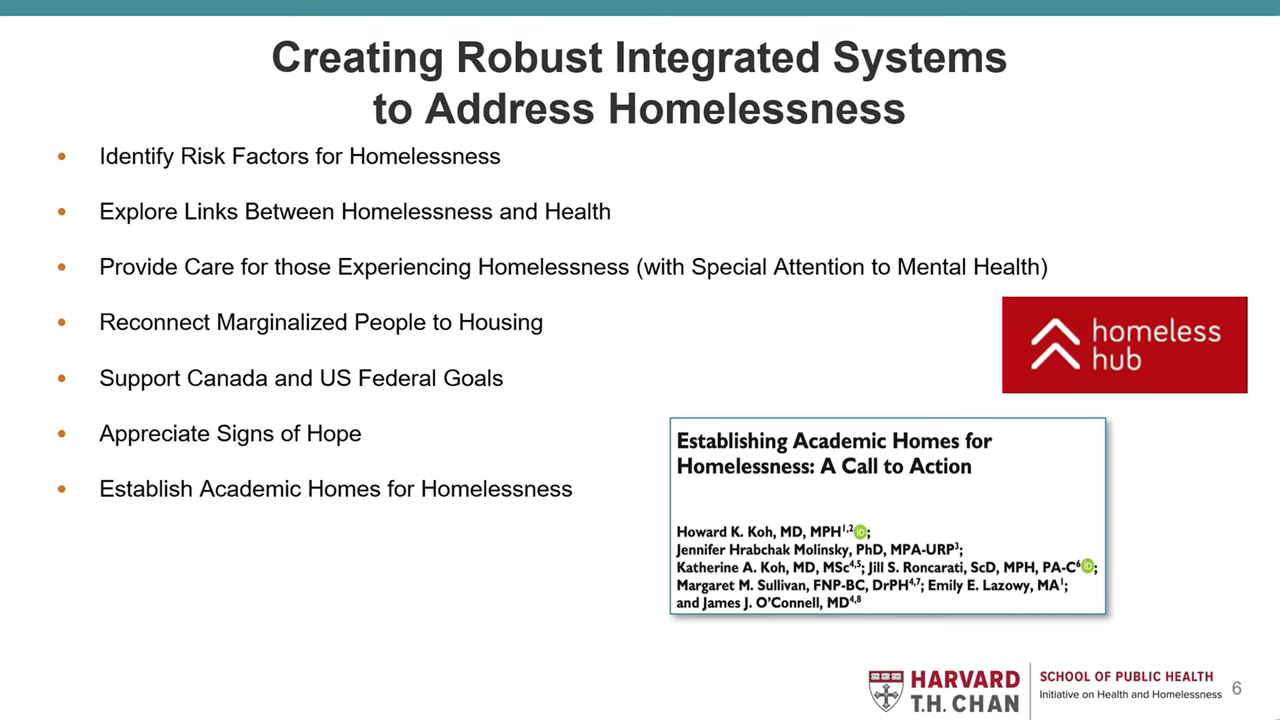 Creating Robust Integrated Systems
to Address Homelessness
• Identify Risk Factors for Homelessness
• Explore Links Between Homelessness and Health
• Provide Care for those Experiencing Homelessness (with Special Attention to Mental Health)
• Reconnect Marginalized People to Housing
• Support Canada and US Federal Goals
• Appreciate Signs of Hope
• Establish Academic Homes for Homelessness
homeless
hub
Establishing Academic Homes for
Homelessness: A Call to Action
Howard K. Koh, MD, MPH1,2 iD;
Jennifer Hrabchak Molinsky, PhD, MPA-URP3;
Katherine A. Koh, MD, MSc4,5; Jill S. Roncarati, ScD, MPH, PA-C6 iD;
Margaret M. Sullivan, FNP-BC, DrPH4,7; Emily E. Lazowy, MA1;
and James J. O'Connell, MD4,8
HARVARD
T.H. CHAN
SCHOOL OF PUBLIC HEALTH
Initiative on Health and Homelessness
6